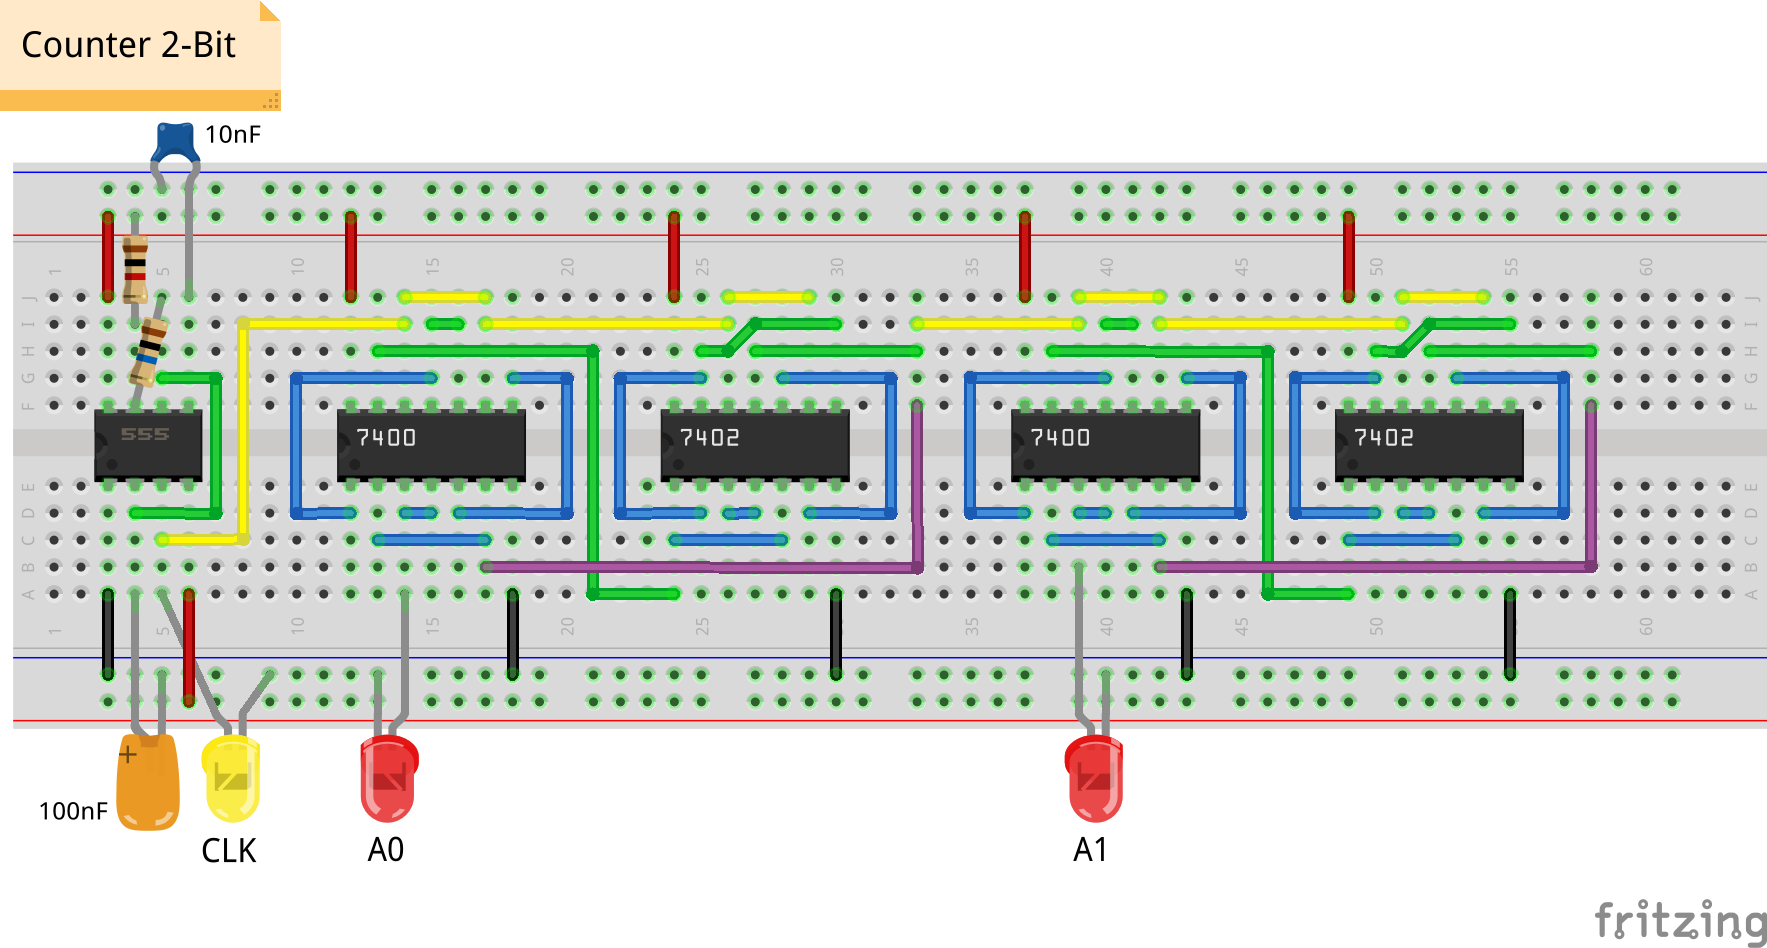 Counter 2-Bit
10nF
1 5 10 15 20 25 30 35 40 45 50 55 60
J J
I I
H H
G G
F F
555 7400 7402 7400 7402
E E
D D
C C
B B
A A
1 5 10 15 20 25 35 40 45 50 60
+
100nF
CLK A0 A1
fritzing